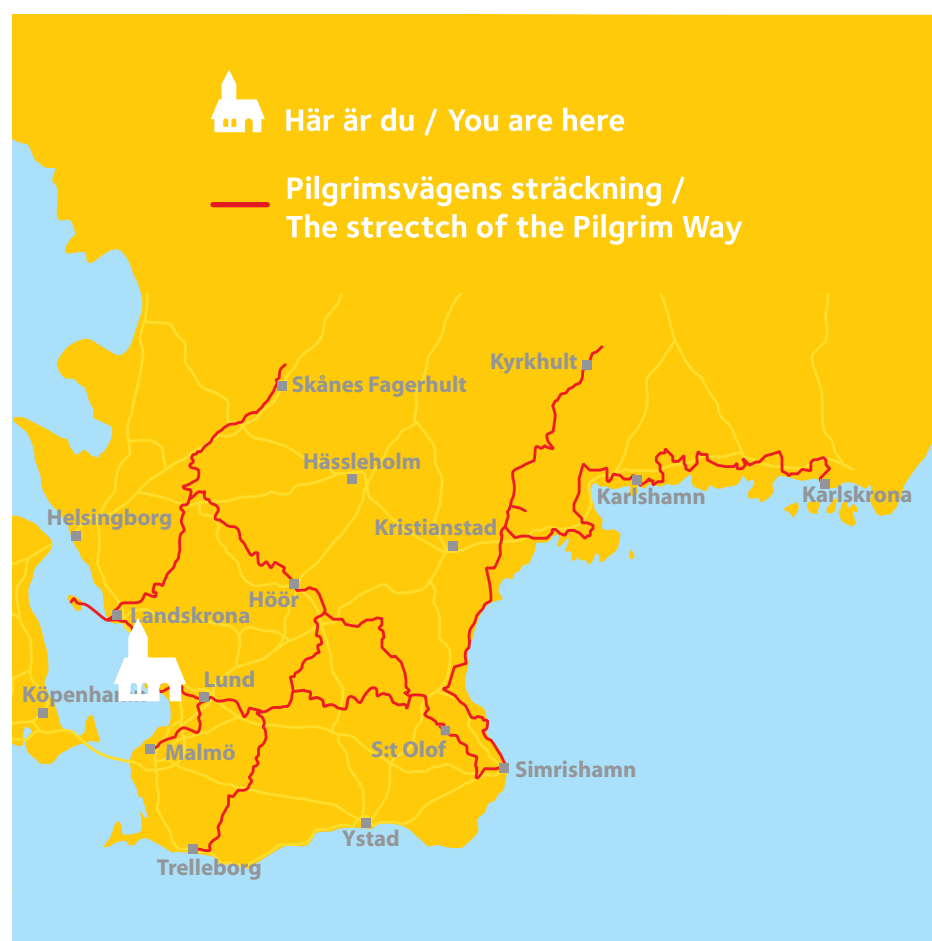 Här är du / You are here
Pilgrimsvägens sträckning /
The strectch of the Pilgrim Way
Kyrkhult
Skånes Fagerhult
Hässleholm
Karlshamn
Karlskrona
Helsingborg
Kristianstad
Höör
Landskrona
Lund
Köpenhamn
Malmö
S:t Olof
Simrishamn
Ystad
Trelleborg